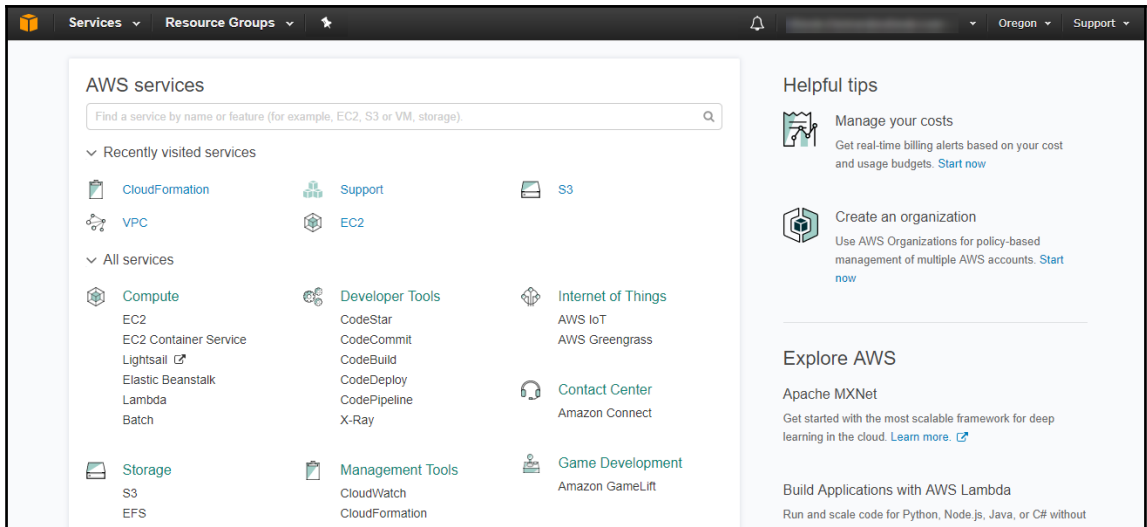 Services Resource Groups Oregon Support
AWS services
Find a service by name or feature (for example, EC2, S3 or VM, storage).
Recently visited services
CloudFormation Support S3
VPC EC2
All services
Compute
EC2
EC2 Container Service
Lightsail
Elastic Beanstalk
Lambda
Batch
Storage
S3
EFS
Developer Tools
CodeStar
CodeCommit
CodeBuild
CodeDeploy
CodePipeline
X-Ray
Management Tools
CloudWatch
CloudFormation
Internet of Things
AWS IoT
AWS Greengrass
Contact Center
Amazon Connect
Game Development
Amazon GameLift
Helpful tips
Manage your costs
Get real-time billing alerts based on your cost
and usage budgets. Start now
Create an organization
Use AWS Organizations for policy-based
management of multiple AWS accounts. Start
now
Explore AWS
Apache MXNet
Get started with the most scalable framework for deep
learning in the cloud. Learn more.
Build Applications with AWS Lambda
Run and scale code for Python, Node.js, Java, or C# without